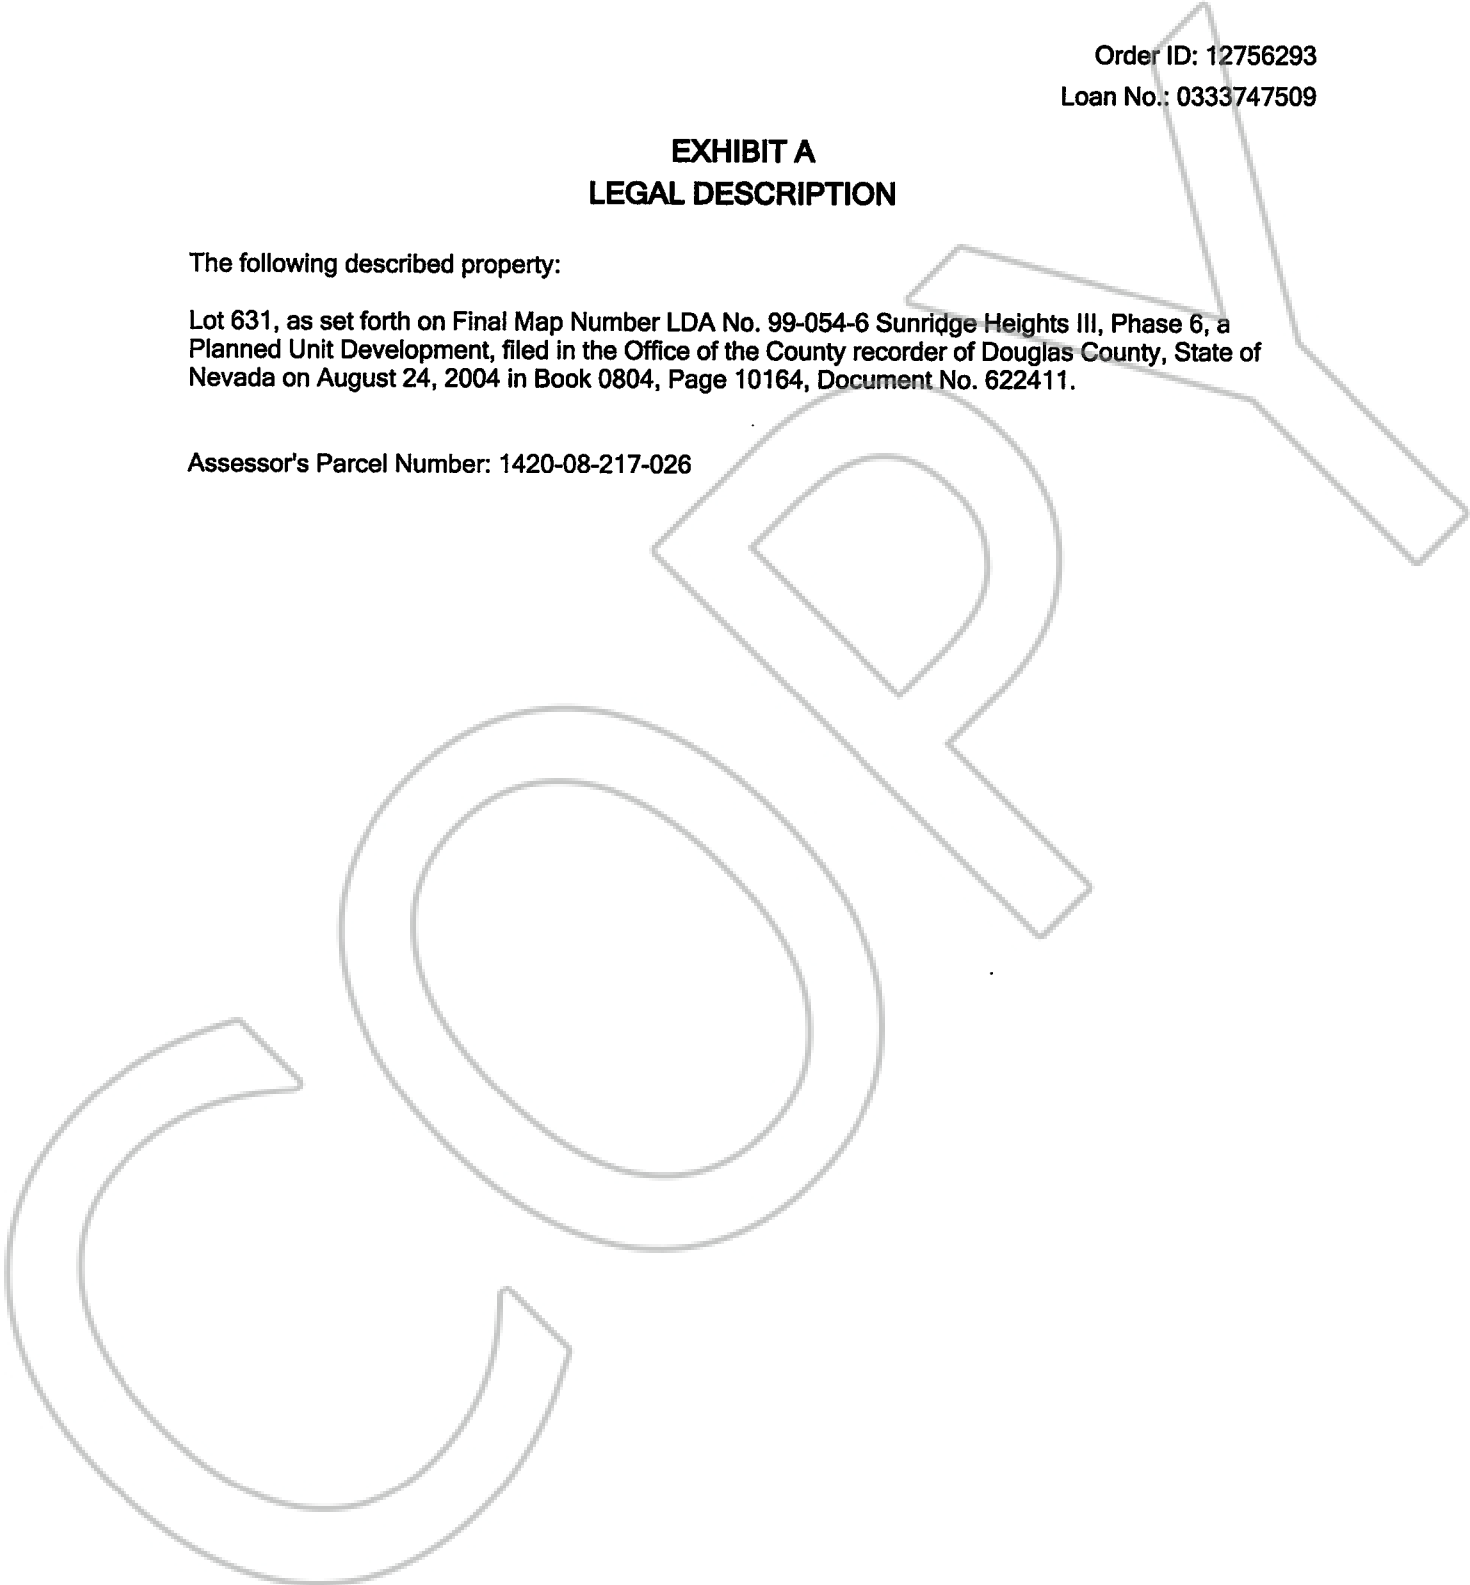 Order ID: 12756293
Loan No.: 0333747509
EXHIBIT A
LEGAL DESCRIPTION
The following described property:
Lot 631, as set forth on Final Map Number LDA No. 99-054-6 Sunridge Heights III, Phase 6, a
Planned Unit Development, filed in the Office of the County recorder of Douglas County, State of
Nevada on August 24, 2004 in Book 0804, Page 10164, Document No. 622411.
Assessor's Parcel Number: 1420-08-217-026
COPY